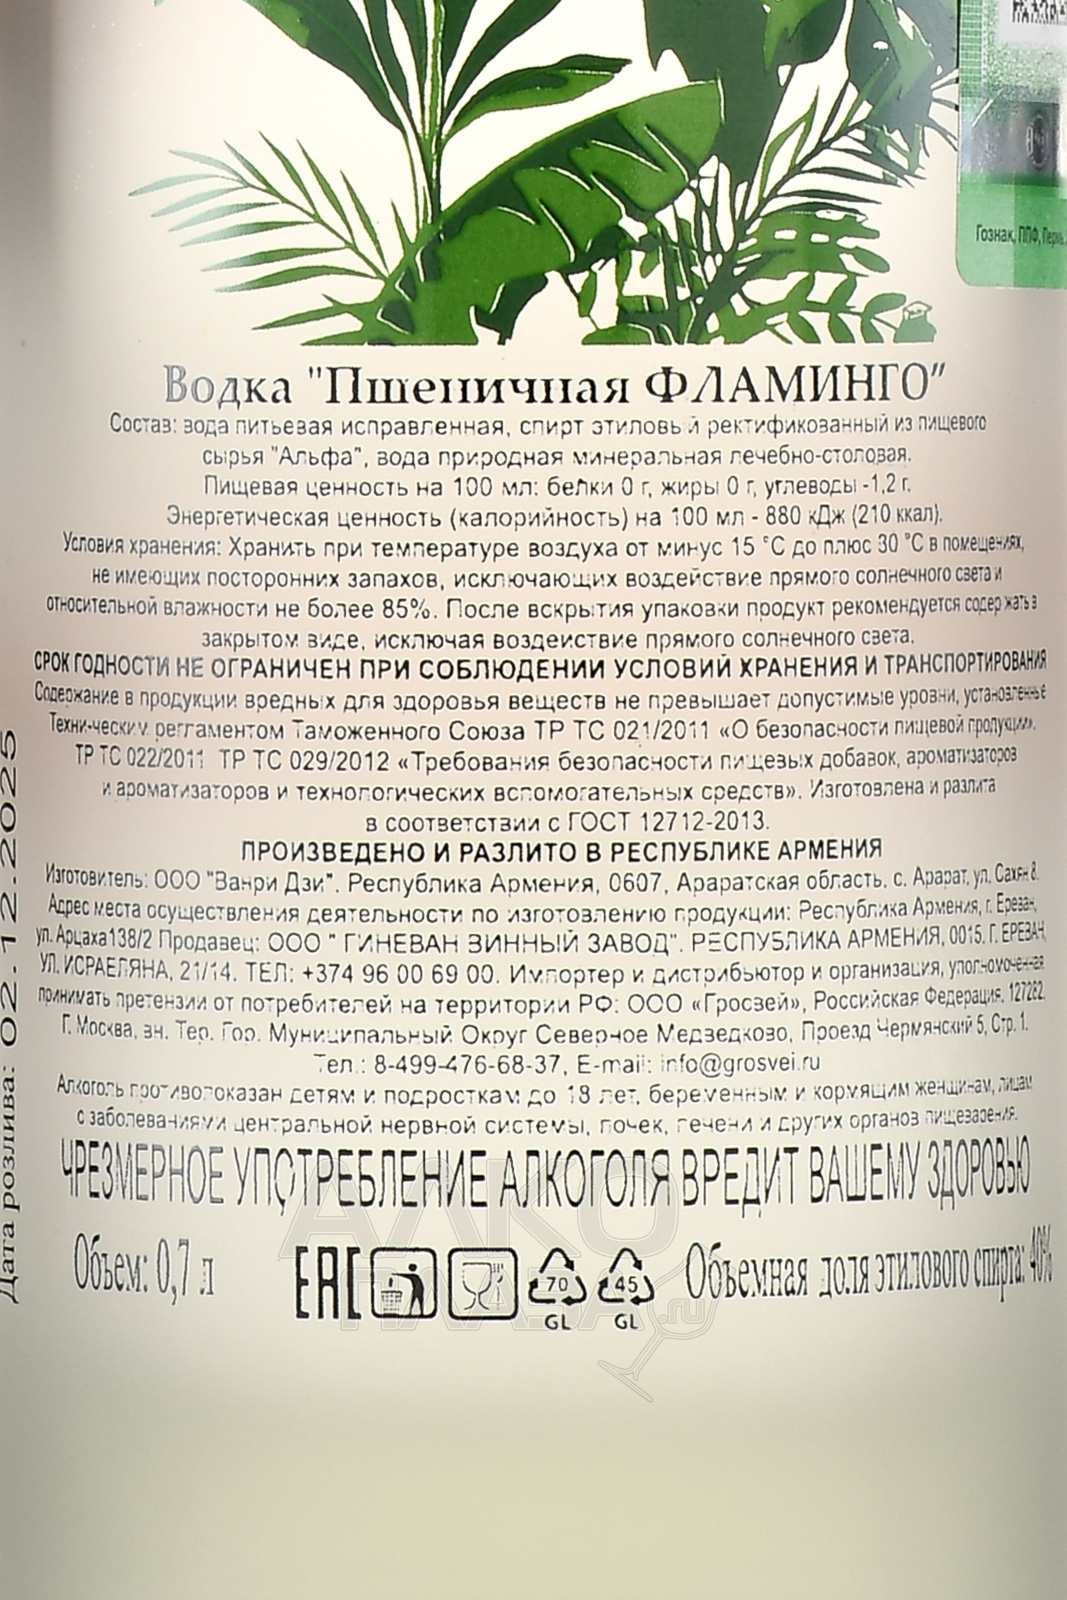 Гознак, ППФ, Пермь,
Водка "Пшеничная ФЛАМИНГО"
Состав: вода питьевая исправленная, спирт этиловый ректификованный из пищевого
сырья "Альфа", вода природная минеральная лечебно-столовая.
Пищевая ценность на 100 мл: белки 0 г, жиры 0 г, углеводы -1,2 г.
Энергетическая ценность (калорийность) на 100 мл - 880 кДж (210 ккал).
Условия хранения: Хранить при температуре воздуха от минус 15 °С до плюс 30 °С в помещениях,
не имеющих посторонних запахов, исключающих воздействие прямого солнечного света и
относительной влажности не более 85%. После вскрытия упаковки продукт рекомендуется содержать в
закрытом виде, исключая воздействие прямого солнечного света.
СРОК ГОДНОСТИ НЕ ОГРАНИЧЕН ПРИ СОБЛЮДЕНИИ УСЛОВИЙ ХРАНЕНИЯ И ТРАНСПОРТИРОВАНИЯ
Содержание в продукции вредных для здоровья веществ не превышает допустимые уровни, установленные
Техническим регламентом Таможенного Союза ТР ТС 021/2011 «О безопасности пищевой продукции».
ТР ТС 022/2011 ТР ТС 029/2012 «Требования безопасности пищевых добавок, ароматизаторов
и ароматизаторов и технологических вспомогательных средств». Изготовлена и разлита
в соответствии с ГОСТ 12712-2013.
ПРОИЗВЕДЕНО И РАЗЛИТО В РЕСПУБЛИКЕ АРМЕНИЯ
Изготовитель: ООО "Ванри Дзи". Республика Армения, 0607, Араратская область, с. Арарат, ул. Сахян 8.
Адрес места осуществления деятельности по изготовлению продукции: Республика Армения, г. Ереван,
ул. Арцаха138/2 Продавец: ООО " ГИНЕВАН ВИННЫЙ ЗАВОД". РЕСПУБЛИКА АРМЕНИЯ, 0015, Г. ЕРЕВАН,
УЛ. ИСРАЕЛЯНА, 21/14. ТЕЛ: +374 96 00 69 00. Импортер и дистрибьютор и организация, уполномоченная
принимать претензии от потребителей на территории РФ: ООО «Гросвей», Российская Федерация, 127282,
Г. Москва, вн. Тер. Гор. Муниципальный Округ Северное Медведково, Проезд Чермянский 5, Стр. 1.
Тел.: 8-499-476-68-37, E-mail: info@grosvei.ru
Алкоголь противопоказан детям и подросткам до 18 лет, беременным и кормящим женщинам, лицам
с заболеваниями центральной нервной системы, почек, печени и других органов пищеварения.
ЧРЕЗМЕРНОЕ УПОТРЕБЛЕНИЕ АЛКОГОЛЯ ВРЕДИТ ВАШЕМУ ЗДОРОВЬЮ
Объем: 0,7 л
EAC
70
GL
45
GL
Объемная доля этилового спирта: 40%
Дата розлива: 02.12.2025
АЛКО
ПЛАЗА.ru